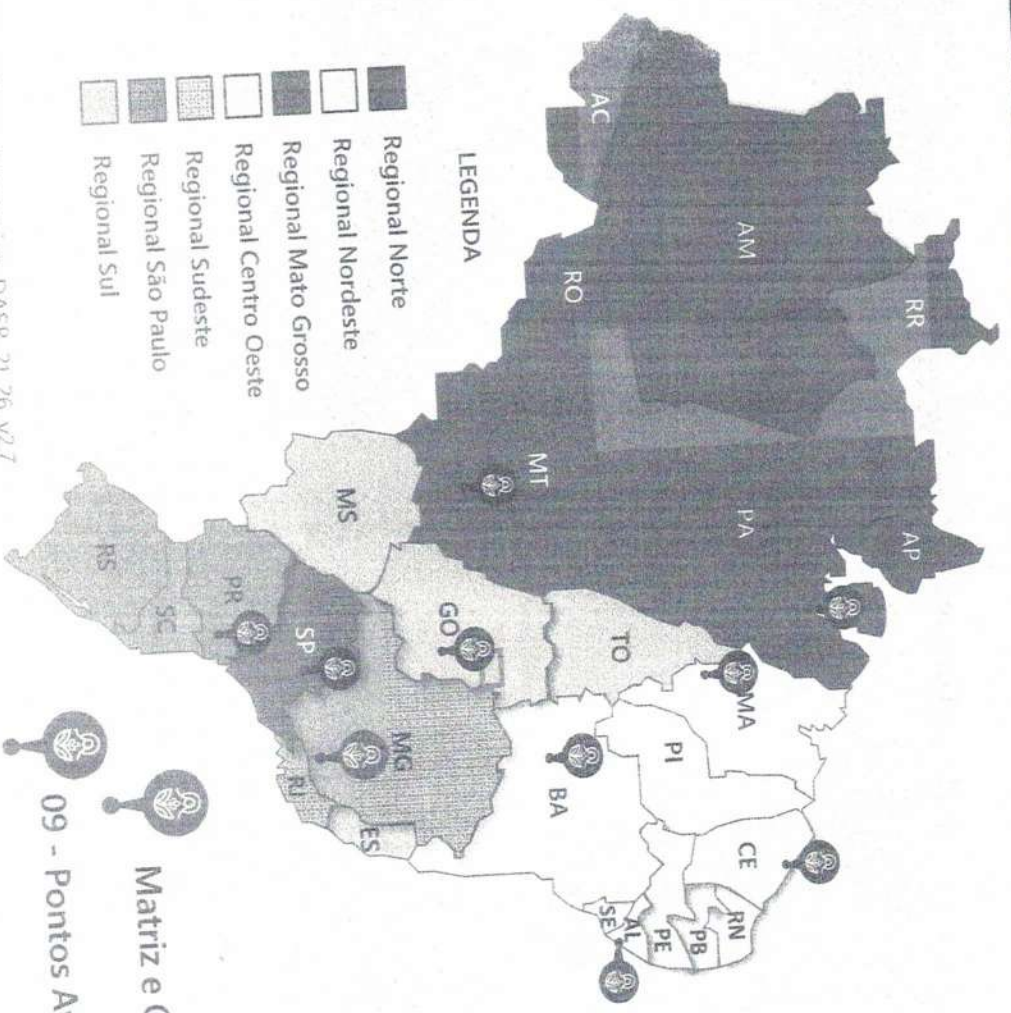 RR
AP
AM
PA
MA
CE
RN
PB
PI
PE
AL
SE
TO
AC
RO
BA
MT
GO
MG
MS
ES
SP
RJ
PR
SC
RS
LEGENDA
Regional Norte
Regional Nordeste
Regional Mato Grosso
Regional Centro Oeste
Regional Sudeste
Regional São Paulo
Regional Sul
Matriz e
09 - Pontos